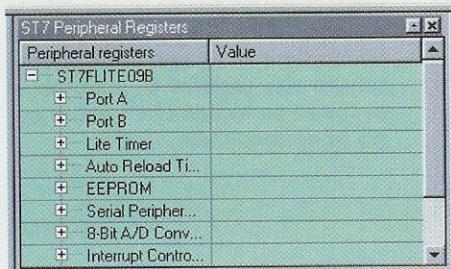 ST7 Peripheral Registers
Peripheral registers Value
ST7FLITE09B
Port A
Port B
Lite Timer
Auto Reload Ti...
EEPROM
Serial Peripher...
8-Bit A/D Conv...
Interrupt Contro...